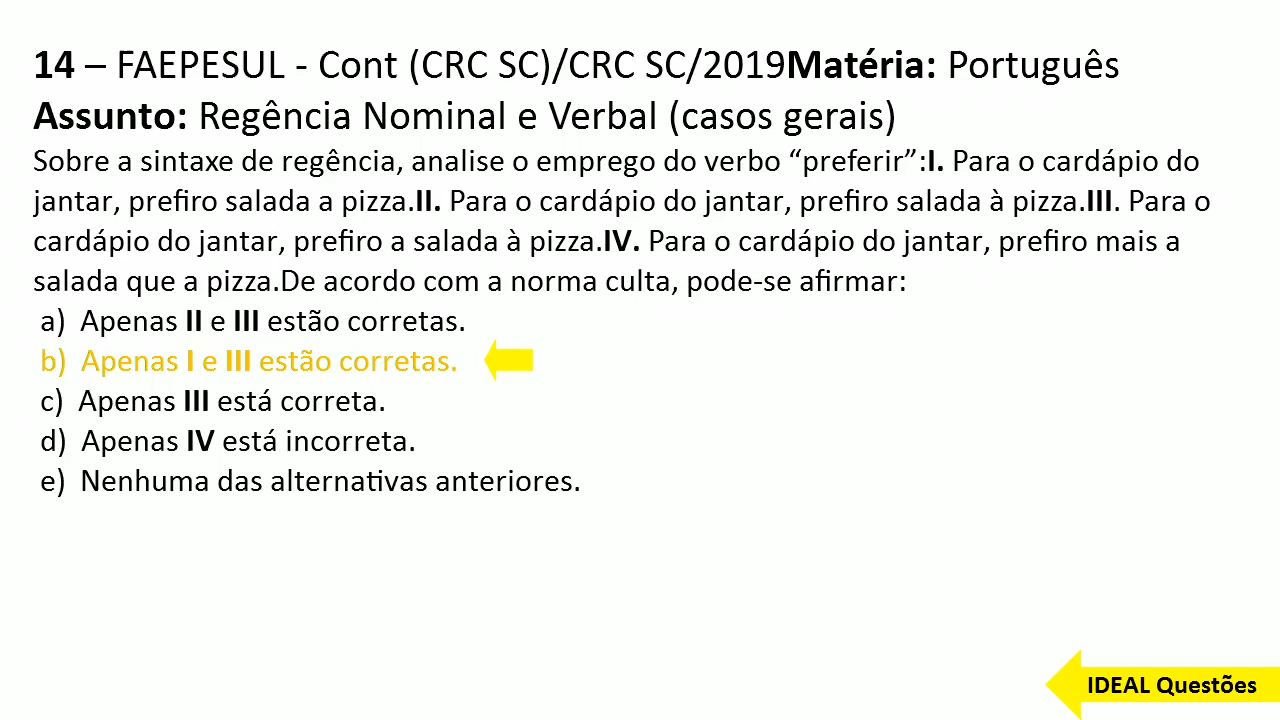 14 – FAEPESUL - Cont (CRC SC)/CRC SC/2019Matéria: Português
Assunto: Regência Nominal e Verbal (casos gerais)
Sobre a sintaxe de regência, analise o emprego do verbo “preferir”:I. Para o cardápio do
jantar, prefiro salada a pizza.II. Para o cardápio do jantar, prefiro salada à pizza.III. Para o
cardápio do jantar, prefiro a salada à pizza.IV. Para o cardápio do jantar, prefiro mais a
salada que a pizza.De acordo com a norma culta, pode-se afirmar:
a) Apenas II e III estão corretas.
b) Apenas I e III estão corretas.
c) Apenas III está correta.
d) Apenas IV está incorreta.
e) Nenhuma das alternativas anteriores.
IDEAL Questões